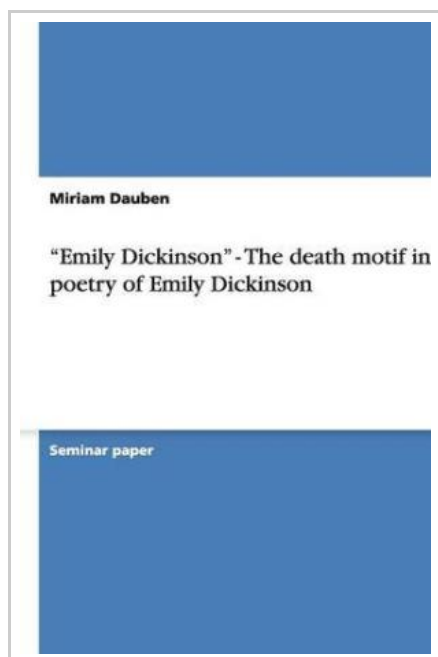 Miriam Dauben
“Emily Dickinson” - The death motif in
poetry of Emily Dickinson
Seminar paper